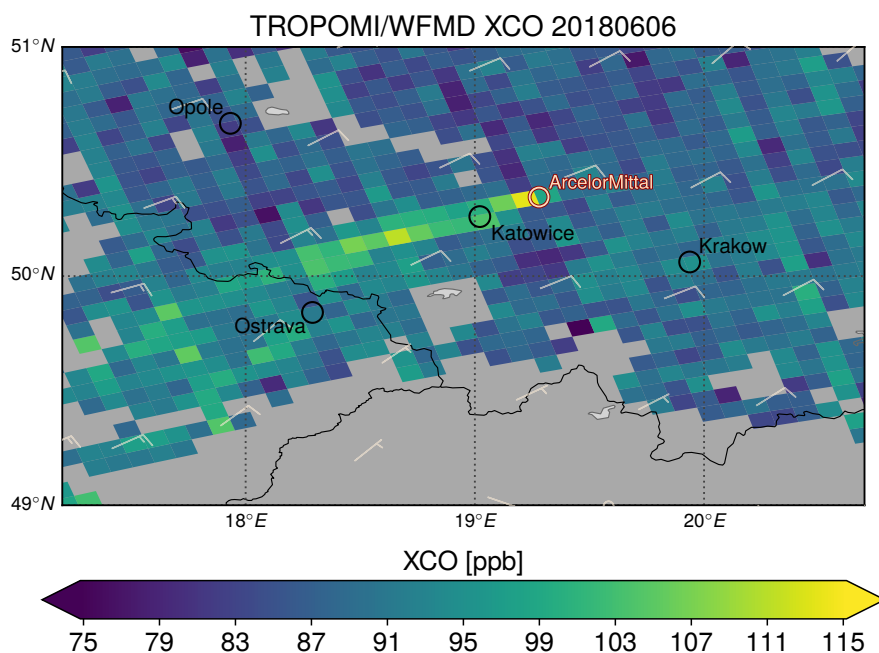 TROPOMI/WFMD XCO 20180606
51°N
Opole
ArcelorMittal
Katowice
Krakow
50°N
Ostrava
49°N
18°E 19°E 20°E
XCO [ppb]
75 79 83 87 91 95 99 103 107 111 115